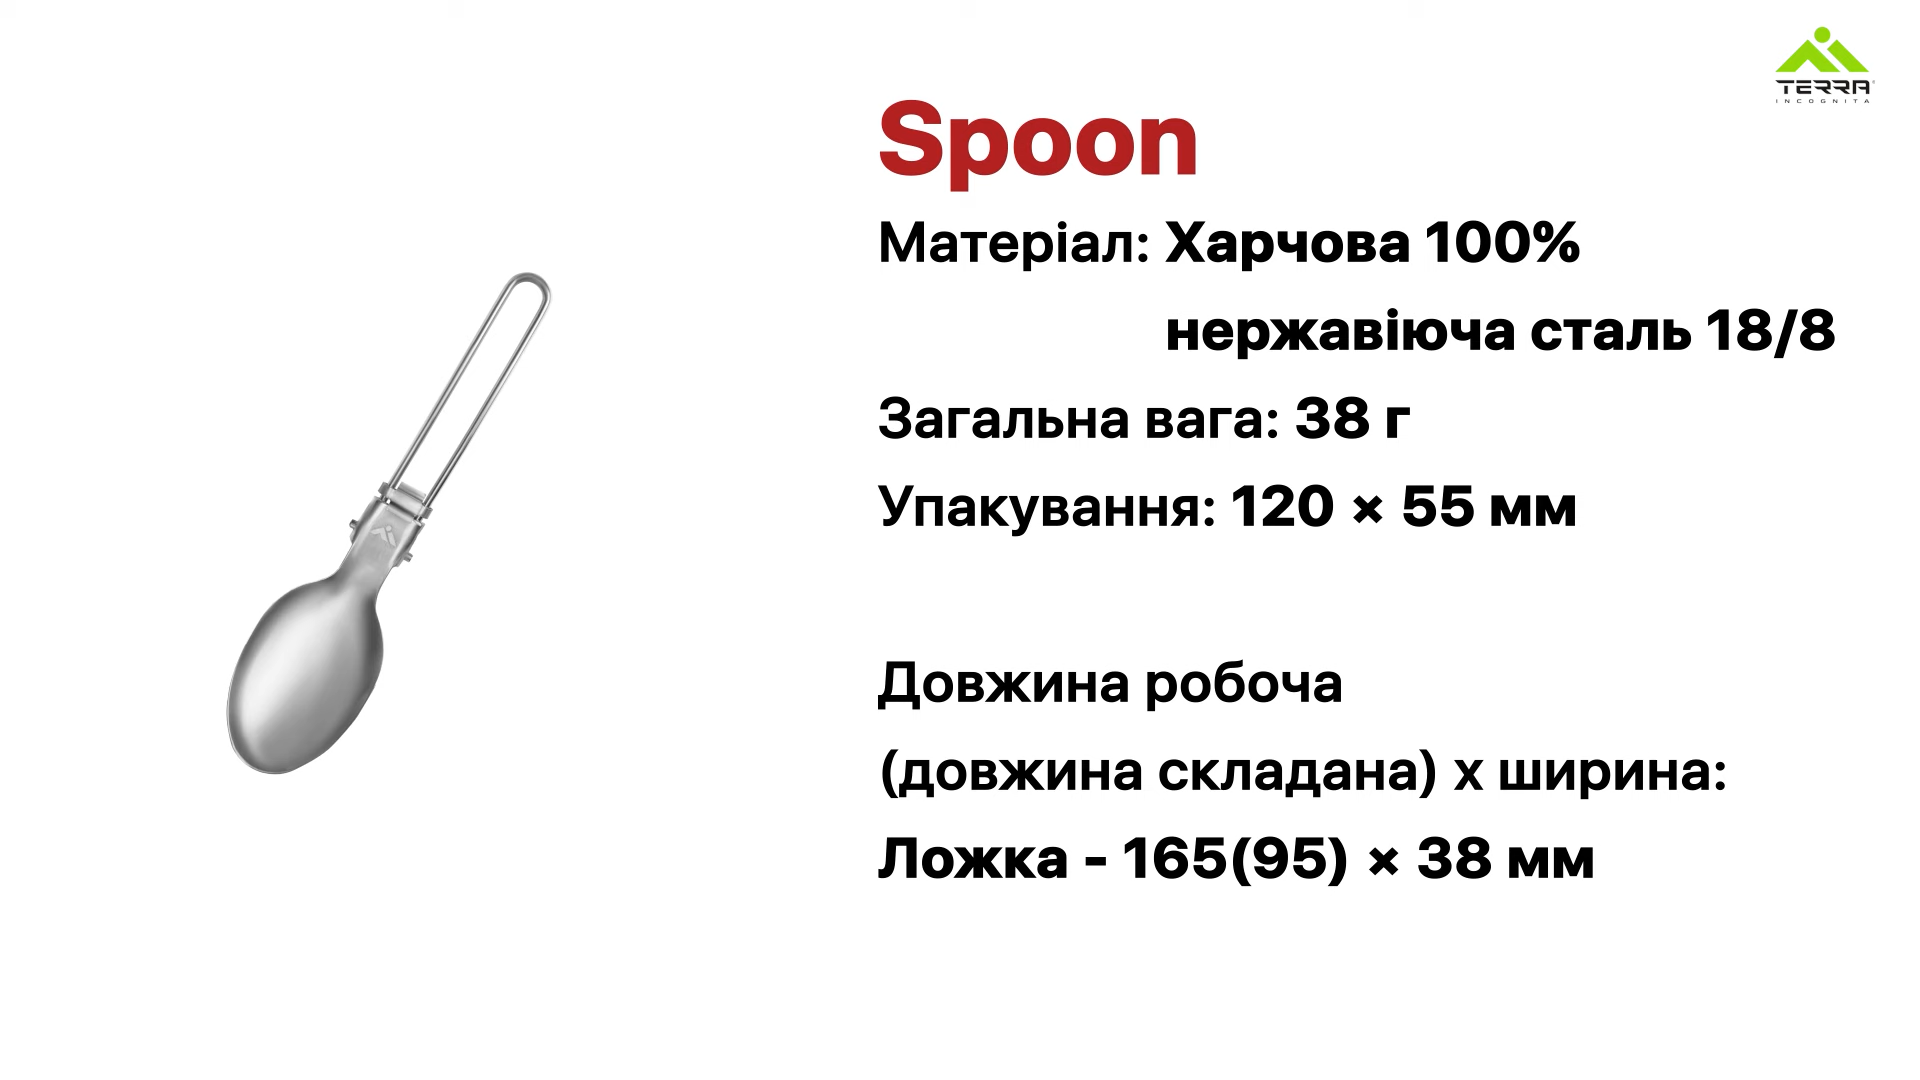 TERRA
INCOGNITA
Spoon
Матеріал: Харчова 100%
нержавіюча сталь 18/8
Загальна вага: 38 г
Упакування: 120 × 55 мм
Довжина робоча
(довжина складана) х ширина:
Ложка - 165(95) × 38 мм